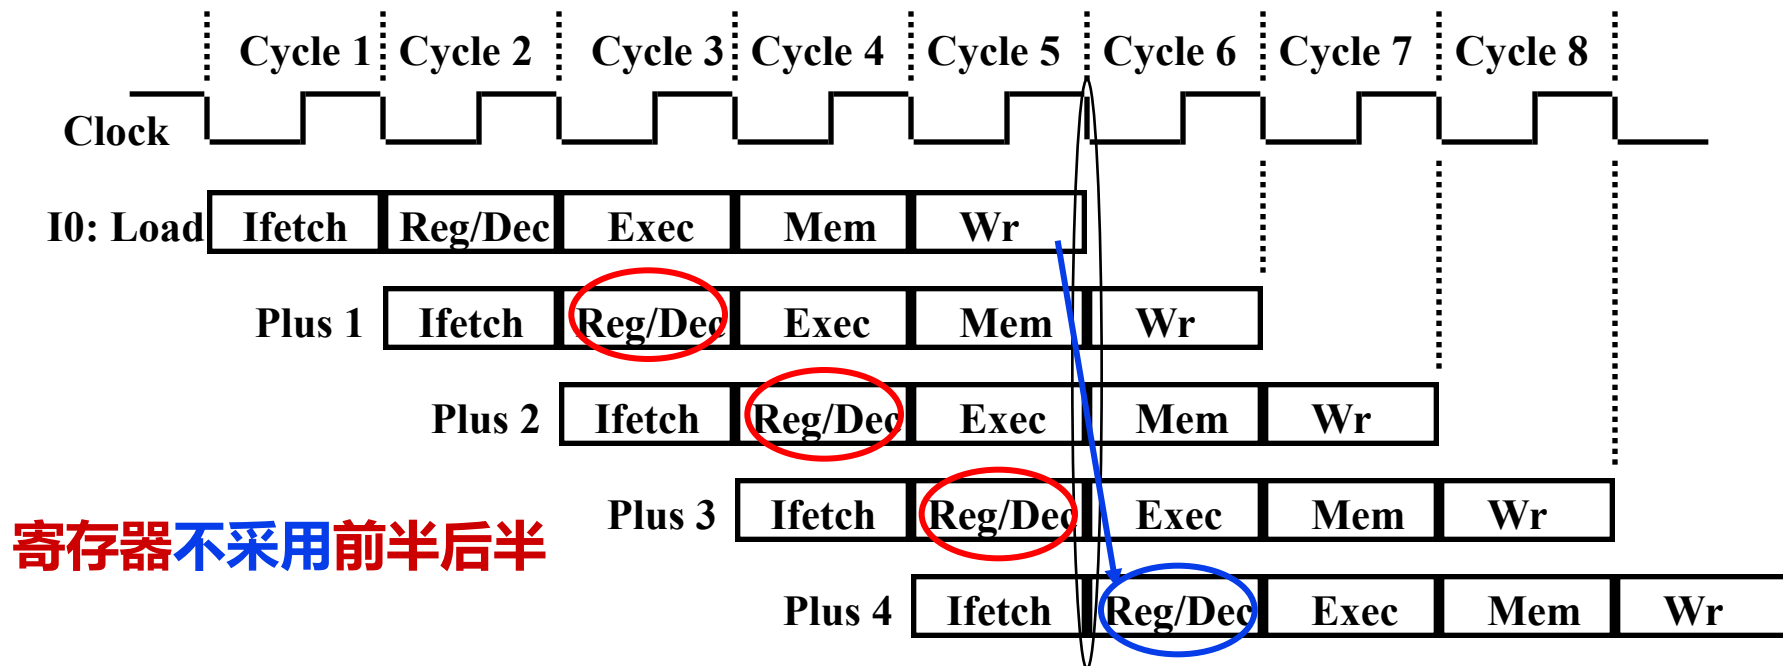 Cycle 1 Cycle 2 Cycle 3 Cycle 4 Cycle 5 Cycle 6 Cycle 7 Cycle 8
Clock
I0: Load Ifetch Reg/Dec Exec Mem Wr
Plus 1 Ifetch Reg/Dec Exec Mem Wr
Plus 2 Ifetch Reg/Dec Exec Mem Wr
Plus 3 Ifetch Reg/Dec Exec Mem Wr
寄存器不采用前半后半
Plus 4 Ifetch Reg/Dec Exec Mem Wr